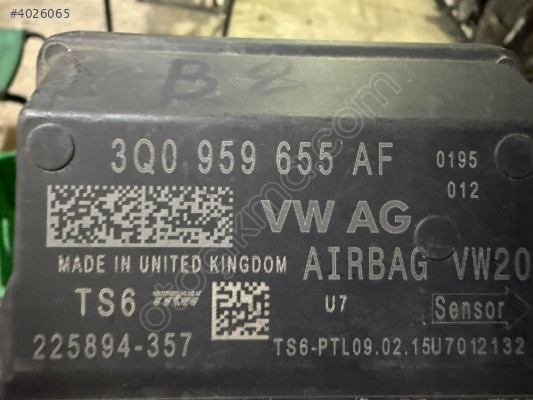 #4026065
B8
3Q0 959 655 AF
0195
012
VW AG
MADE IN UNITED KINGDOM
AIRBAG VW20
TS6 TRW
U7
Sensor
225894-357
TS6-PTL09.02.15U7012132